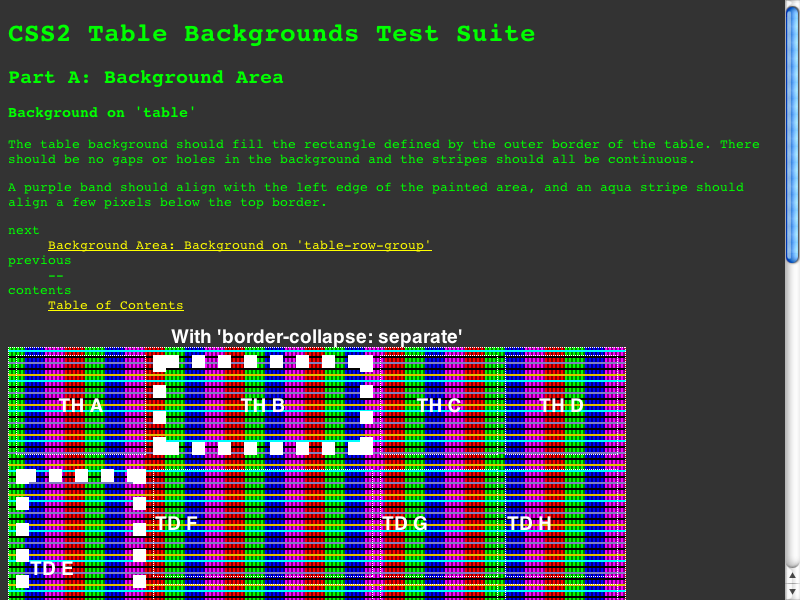 CSS2 Table Backgrounds Test Suite
Part A: Background Area
Background on 'table'
The table background should fill the rectangle defined by the outer border of the table. There
should be no gaps or holes in the background and the stripes should all be continuous.
A purple band should align with the left edge of the painted area, and an aqua stripe should
align a few pixels below the top border.
next
Background Area: Background on 'table-row-group'
previous
--
contents
Table of Contents
With 'border-collapse: separate'
TH A TH B TH C TH D
TD F TD G TD H
TD E